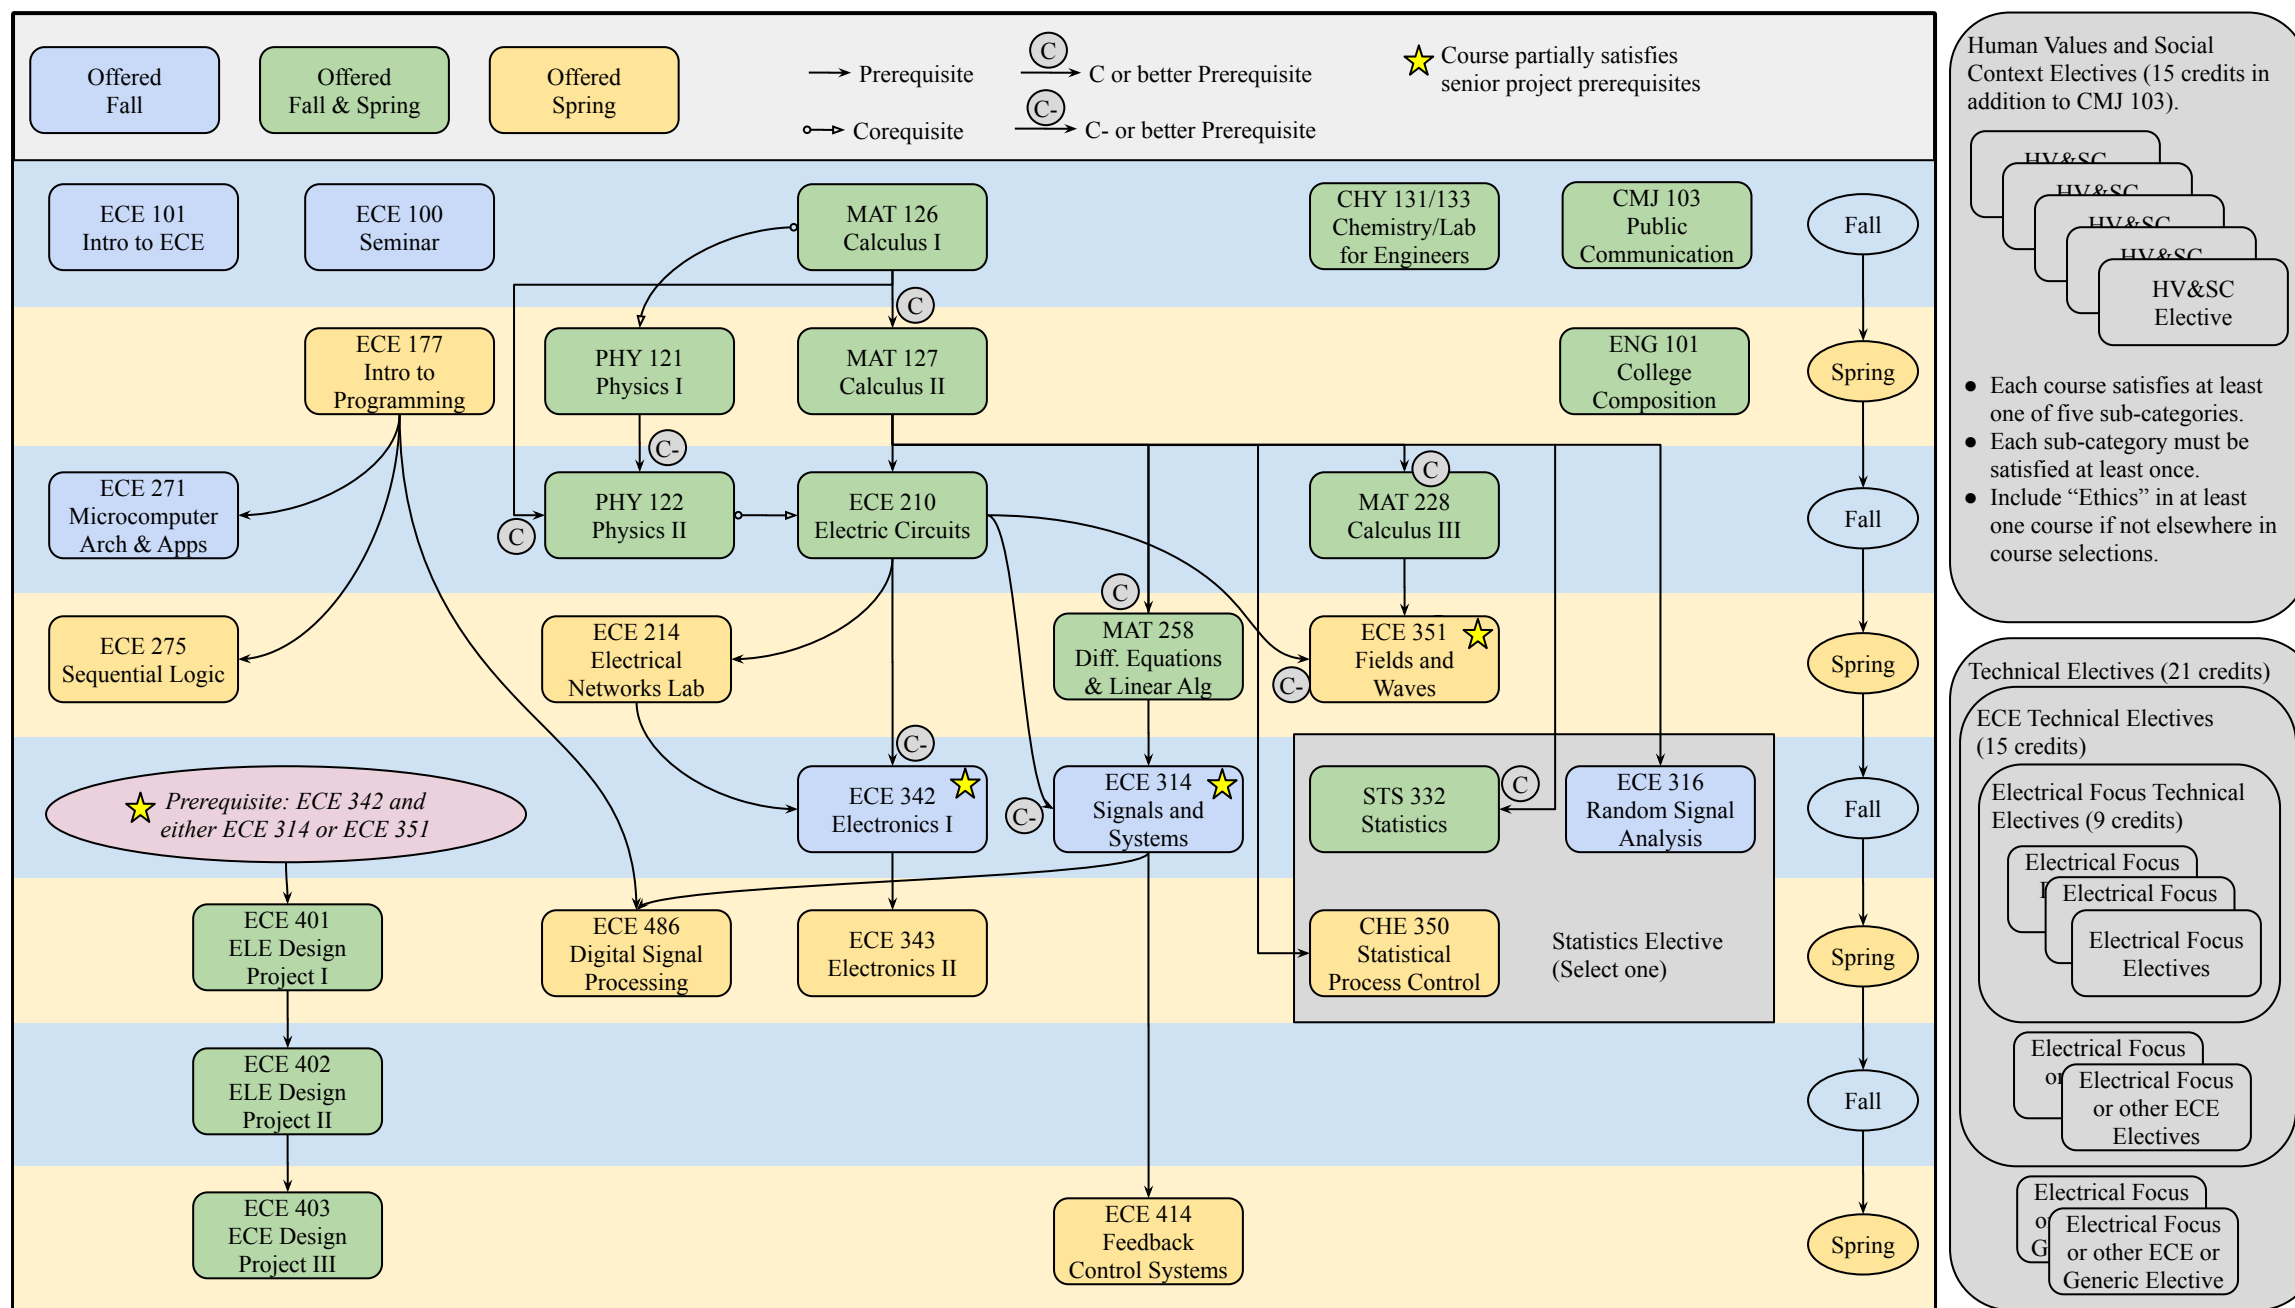 Offered
Fall
Offered
Fall & Spring
Offered
Spring
Prerequisite
Corequisite
C
C or better Prerequisite
C-
C- or better Prerequisite
Course partially satisfies
senior project prerequisites
ECE 101
Intro to ECE
ECE 100
Seminar
MAT 126
Calculus I
CHY 131/133
Chemistry/Lab
for Engineers
CMJ 103
Public
Communication
Fall
C
ECE 177
Intro to
Programming
PHY 121
Physics I
MAT 127
Calculus II
ENG 101
College
Composition
Spring
C-
C
ECE 271
Microcomputer
Arch & Apps
C
PHY 122
Physics II
ECE 210
Electric Circuits
MAT 228
Calculus III
Fall
C
ECE 275
Sequential Logic
ECE 214
Electrical
Networks Lab
MAT 258
Diff. Equations
& Linear Alg
C-
ECE 351
Fields and
Waves
Spring
C-
Prerequisite: ECE 342 and
either ECE 314 or ECE 351
ECE 342
Electronics I
C-
ECE 314
Signals and
Systems
STS 332
Statistics
C
ECE 316
Random Signal
Analysis
Fall
ECE 401
ELE Design
Project I
ECE 486
Digital Signal
Processing
ECE 343
Electronics II
CHE 350
Statistical
Process Control
Statistics Elective
(Select one)
Spring
ECE 402
ELE Design
Project II
Fall
ECE 403
ECE Design
Project III
ECE 414
Feedback
Control Systems
Spring
Human Values and Social
Context Electives (15 credits in
addition to CMJ 103).
HV&SC
HV&SC
HV&SC
HV&SC
HV&SC
Elective
● Each course satisfies at least
one of five sub-categories.
● Each sub-category must be
satisfied at least once.
● Include “Ethics” in at least
one course if not elsewhere in
course selections.
Technical Electives (21 credits)
ECE Technical Electives
(15 credits)
Electrical Focus Technical
Electives (9 credits)
Electrical Focus
Electrical Focus
Electrical Focus
Electives
Electrical Focus
Electrical Focus
or other ECE
Electives
Electrical Focus
Electrical Focus
or other ECE or
Generic Elective